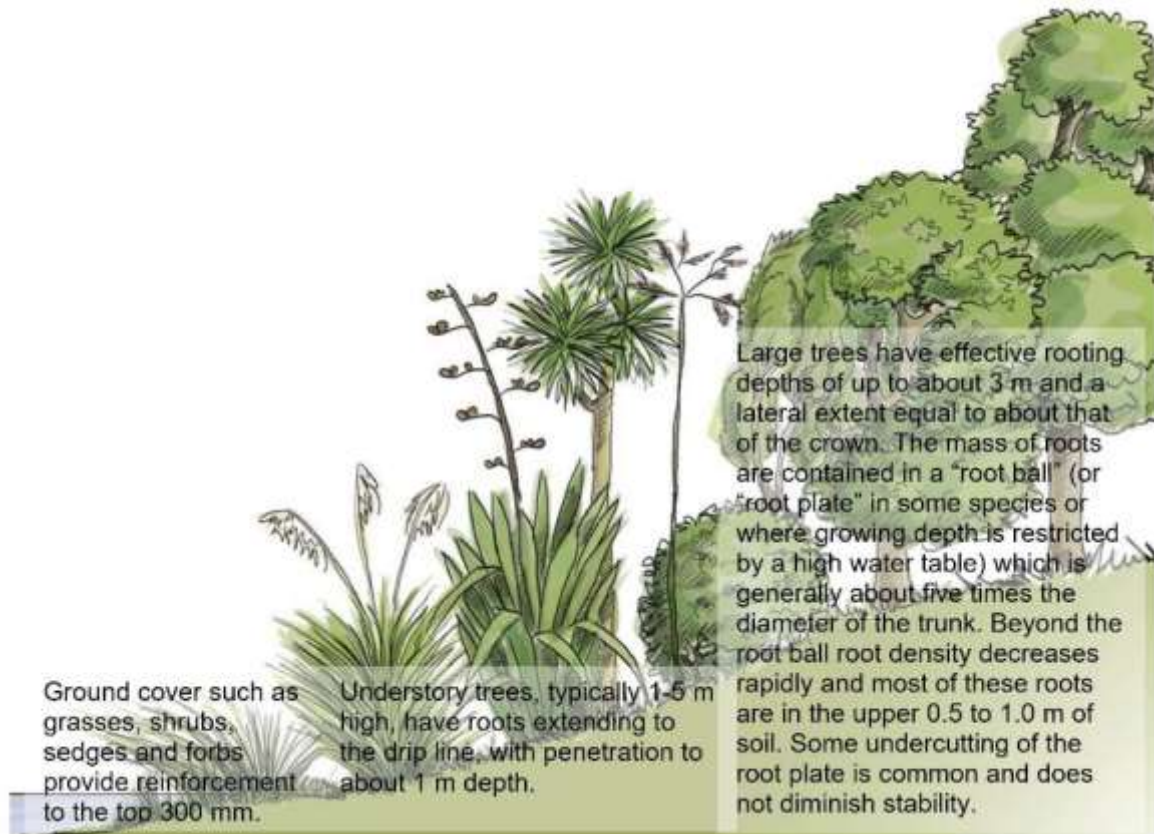 Ground cover such as
grasses, shrubs,
sedges and forbs
provide reinforcement
to the top 300 mm.
Understory trees, typically 1-5 m
high, have roots extending to
the drip line, with penetration to
about 1 m depth.
Large trees have effective rooting
depths of up to about 3 m and a
lateral extent equal to about that
of the crown. The mass of roots
are contained in a “root ball” (or
“root plate” in some species or
where growing depth is restricted
by a high water table) which is
generally about five times the
diameter of the trunk. Beyond the
root ball root density decreases
rapidly and most of these roots
are in the upper 0.5 to 1.0 m of
soil. Some undercutting of the
root plate is common and does
not diminish stability.